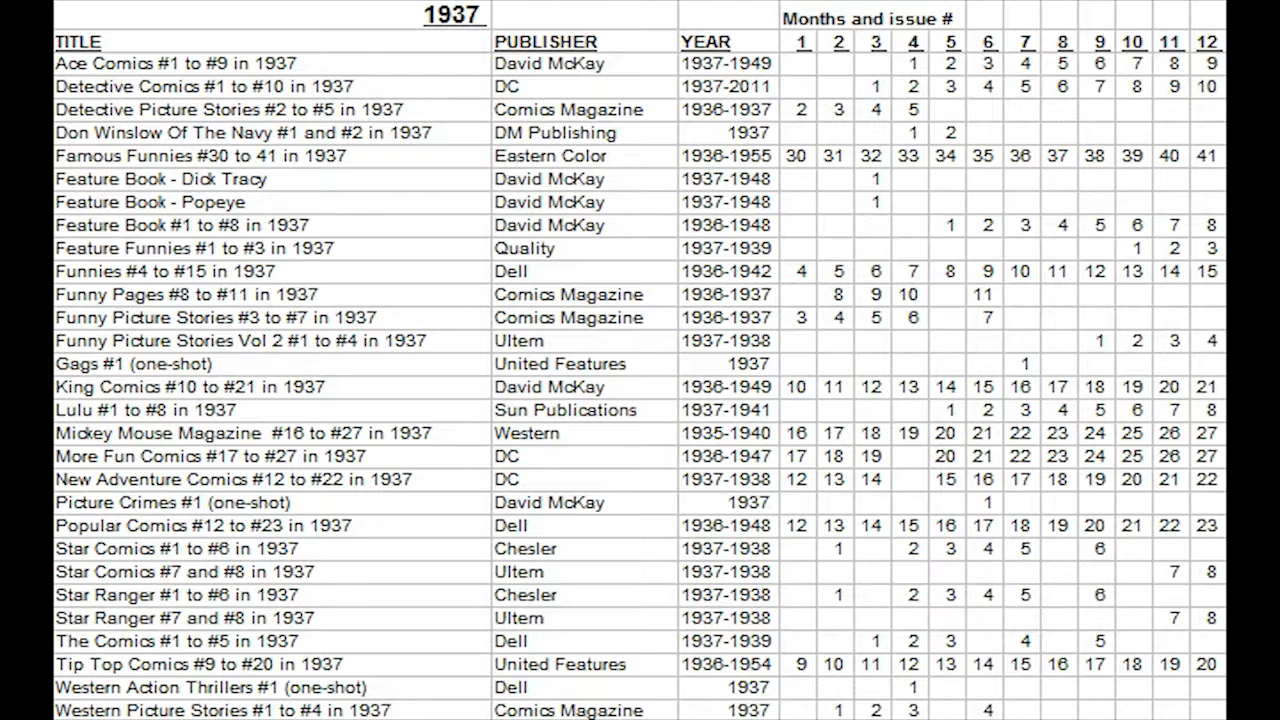 1937 Months and issue #
TITLE PUBLISHER YEAR 1 2 3 4 5 6 7 8 9 10 11 12
Ace Comics #1 to #9 in 1937 David McKay 1937-1949 1 2 3 4 5 6 7 8 9
Detective Comics #1 to #10 in 1937 DC 1937-2011 1 2 3 4 5 6 7 8 9 10
Detective Picture Stories #2 to #5 in 1937 Comics Magazine 1936-1937 2 3 4 5
Don Winslow Of The Navy #1 and #2 in 1937 DM Publishing 1937 1 2
Famous Funnies #30 to 41 in 1937 Eastern Color 1936-1955 30 31 32 33 34 35 36 37 38 39 40 41
Feature Book - Dick Tracy David McKay 1937-1948 1
Feature Book - Popeye David McKay 1937-1948 1
Feature Book #1 to #8 in 1937 David McKay 1936-1948 1 2 3 4 5 6 7 8
Feature Funnies #1 to #3 in 1937 Quality 1937-1939 1 2 3
Funnies #4 to #15 in 1937 Dell 1936-1942 4 5 6 7 8 9 10 11 12 13 14 15
Funny Pages #8 to #11 in 1937 Comics Magazine 1936-1937 8 9 10 11
Funny Picture Stories #3 to #7 in 1937 Comics Magazine 1936-1937 3 4 5 6 7
Funny Picture Stories Vol 2 #1 to #4 in 1937 Ultem 1937-1938 1 2 3 4
Gags #1 (one-shot) United Features 1937 1
King Comics #10 to #21 in 1937 David McKay 1936-1949 10 11 12 13 14 15 16 17 18 19 20 21
Lulu #1 to #8 in 1937 Sun Publications 1937-1941 1 2 3 4 5 6 7 8
Mickey Mouse Magazine #16 to #27 in 1937 Western 1935-1940 16 17 18 19 20 21 22 23 24 25 26 27
More Fun Comics #17 to #27 in 1937 DC 1936-1947 17 18 19 20 21 22 23 24 25 26 27
New Adventure Comics #12 to #22 in 1937 DC 1937-1938 12 13 14 15 16 17 18 19 20 21 22
Picture Crimes #1 (one-shot) David McKay 1937 1
Popular Comics #12 to #23 in 1937 Dell 1936-1948 12 13 14 15 16 17 18 19 20 21 22 23
Star Comics #1 to #6 in 1937 Chesler 1937-1938 1 2 3 4 5 6
Star Comics #7 and #8 in 1937 Ultem 1937-1938 7 8
Star Ranger #1 to #6 in 1937 Chesler 1937-1938 1 2 3 4 5 6
Star Ranger #7 and #8 in 1937 Ultem 1937-1938 7 8
The Comics #1 to #5 in 1937 Dell 1937-1939 1 2 3 4 5
Tip Top Comics #9 to #20 in 1937 United Features 1936-1954 9 10 11 12 13 14 15 16 17 18 19 20
Western Action Thrillers #1 (one-shot) Dell 1937 1
Western Picture Stories #1 to #4 in 1937 Comics Magazine 1937 1 2 3 4